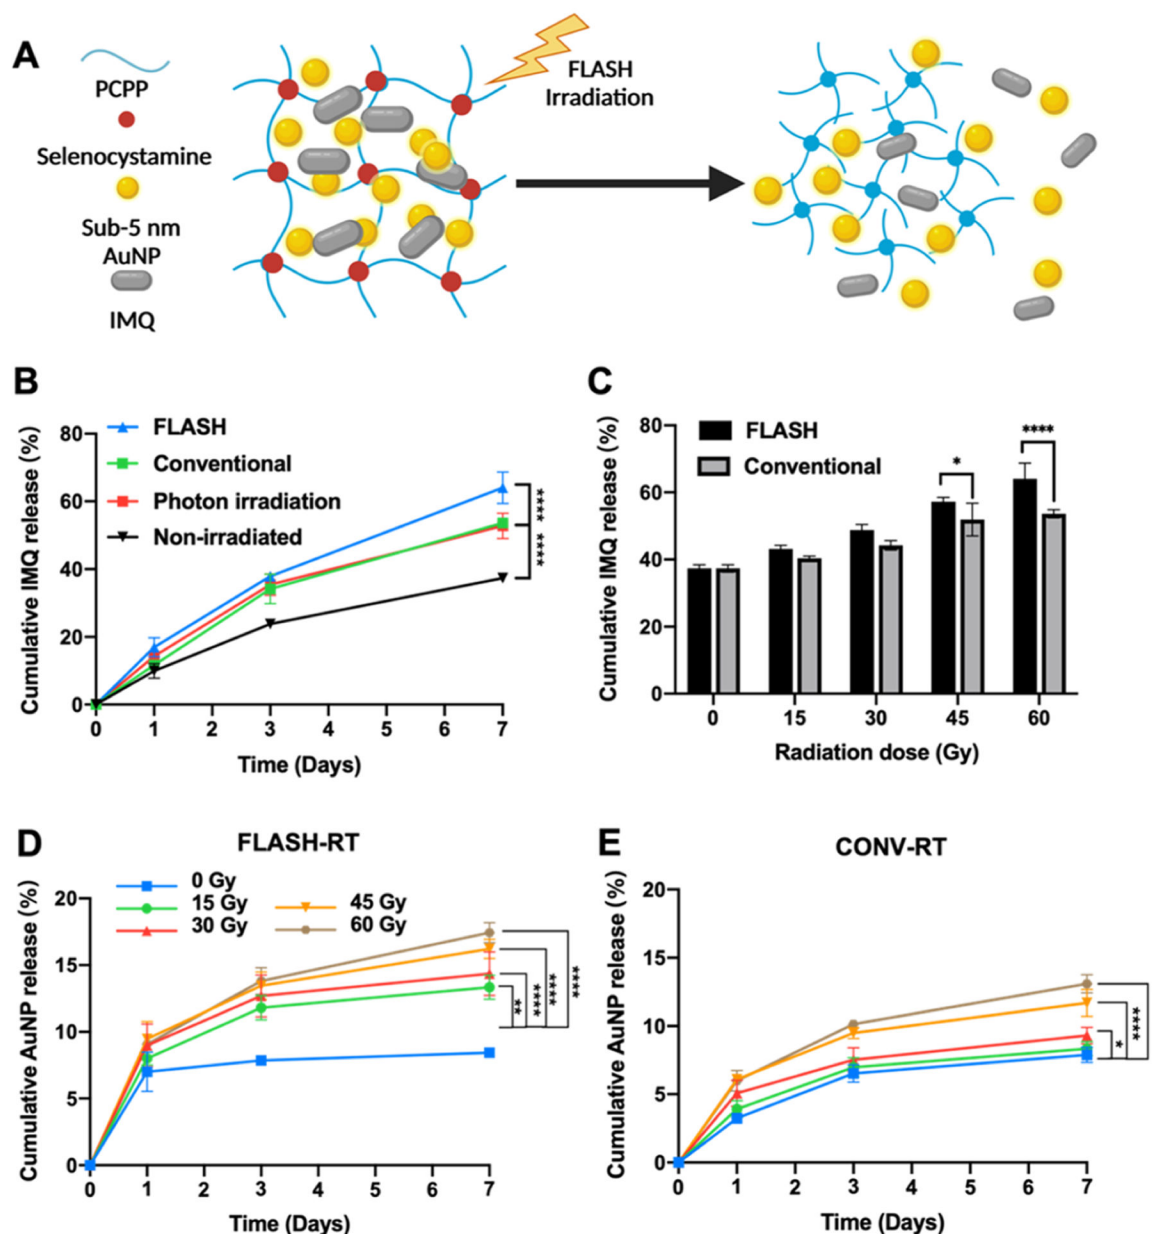 A
PCPP
Selenocystamine
Sub-5 nm
AuNP
IMQ
FLASH
Irradiation
B
Cumulative IMQ release (%)
80
60
40
20
0
FLASH
Conventional
Photon irradiation
Non-irradiated
****
****
0 1 2 3 4 5 6 7
Time (Days)
C
Cumulative IMQ release (%)
80
60
40
20
0
FLASH
Conventional
*
****
0 15 30 45 60
Radiation dose (Gy)
D
FLASH-RT
Cumulative AuNP release (%)
20
15
10
5
0
0 Gy
15 Gy
30 Gy
45 Gy
60 Gy
**
****
****
****
0 1 2 3 4 5 6 7
Time (Days)
E
CONV-RT
Cumulative AuNP release (%)
20
15
10
5
0
*
****
0 1 2 3 4 5 6 7
Time (Days)